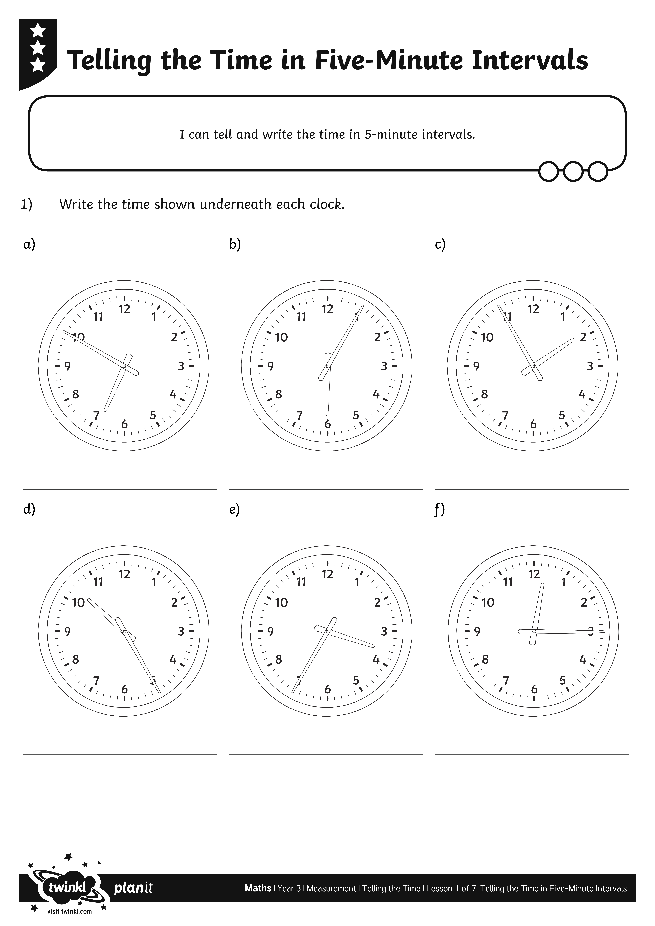 Telling the Time in Five-Minute Intervals
I can tell and write the time in 5-minute intervals.
1) Write the time shown underneath each clock.
a) b) c)
12 1 2 3 4 5 6 7 8 9 10 11
12 1 2 3 4 5 6 7 8 9 10 11
12 1 2 3 4 5 6 7 8 9 10 11
d) e) f)
12 1 2 3 4 5 6 7 8 9 10 11
12 1 2 3 4 5 6 7 8 9 10 11
12 1 2 3 4 5 6 7 8 9 10 11
twinkl planit
visit twinkl.com
Maths | Year 3 | Measurement | Telling the Time | Lesson 1 of 7: Telling the Time in Five-Minute Intervals